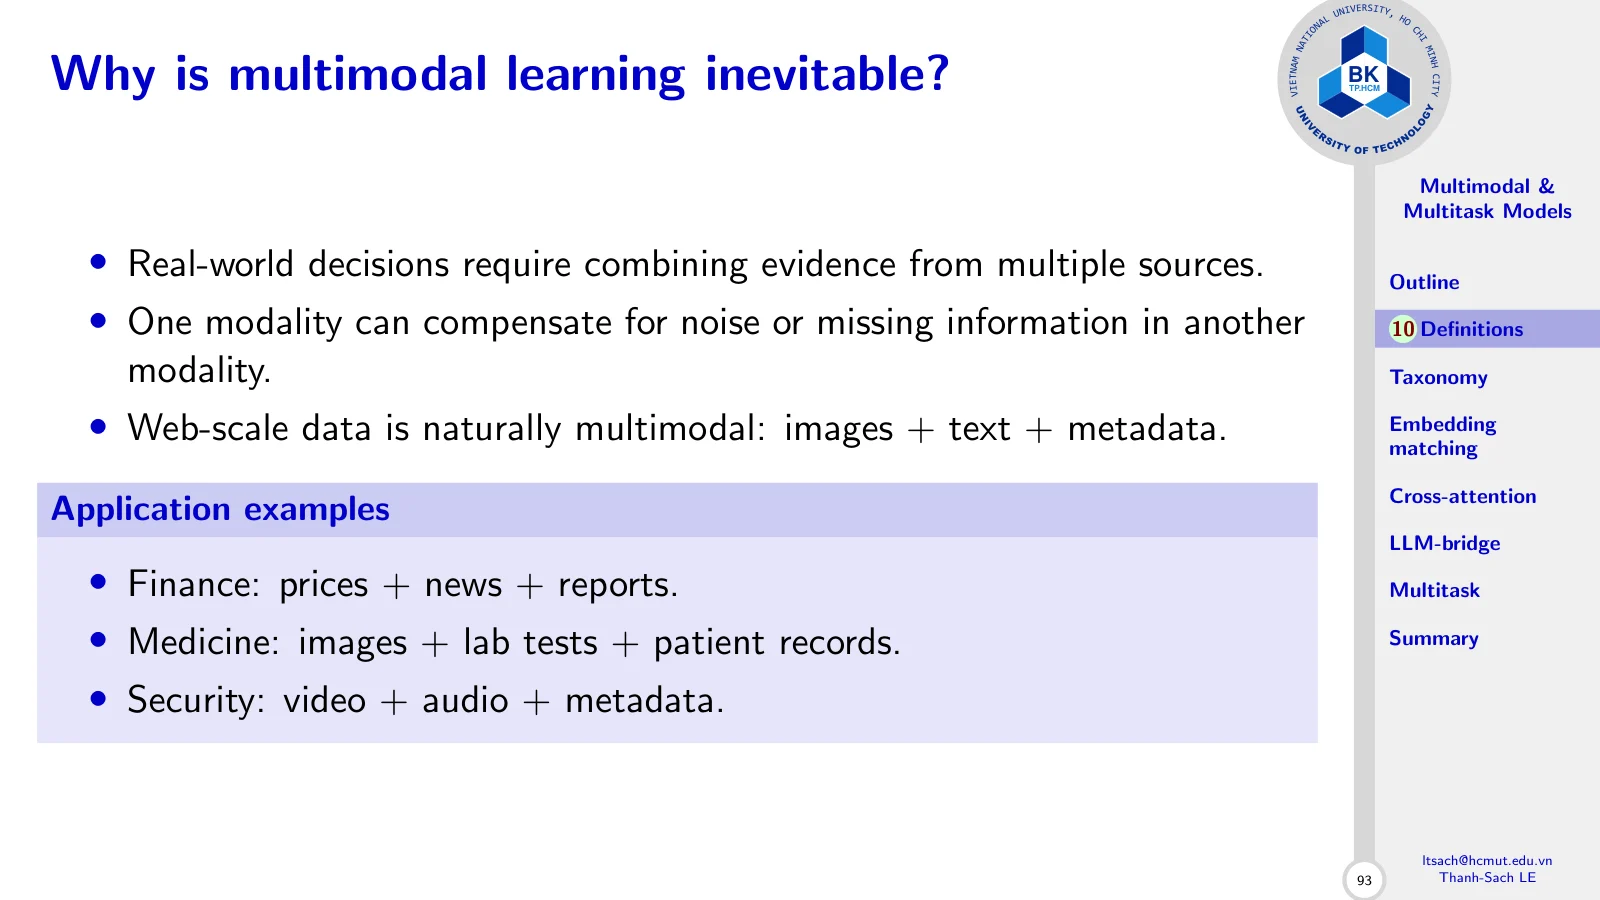 Why is multimodal learning inevitable?
• Real-world decisions require combining evidence from multiple sources.
• One modality can compensate for noise or missing information in another
modality.
• Web-scale data is naturally multimodal: images + text + metadata.
Application examples
• Finance: prices + news + reports.
• Medicine: images + lab tests + patient records.
• Security: video + audio + metadata.
VIETNAM NATIONAL UNIVERSITY, HO CHI MINH CITY
BK
TP.HCM
UNIVERSITY OF TECHNOLOGY
Multimodal &
Multitask Models
Outline
10 Definitions
Taxonomy
Embedding
matching
Cross-attention
LLM-bridge
Multitask
Summary
93
ltsach@hcmut.edu.vn
Thanh-Sach LE